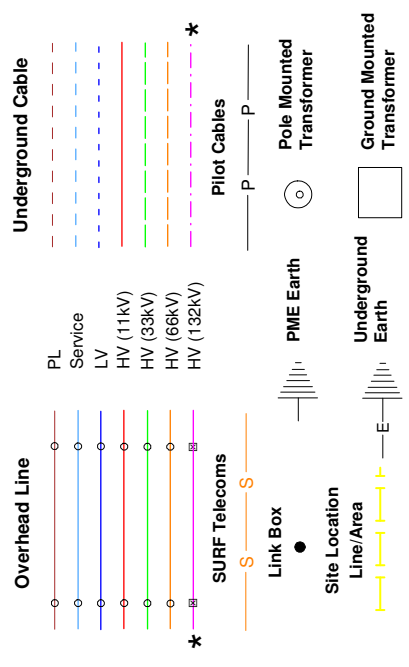 Overhead Line
Underground Cable
PL
Service
LV
HV (11kV)
HV (33kV)
HV (66kV)
* HV (132kV) *
SURF Telecoms
S S
Pilot Cables
P P
Link Box
PME Earth
Pole Mounted
Transformer
Site Location
Line/Area
E
Underground
Earth
Ground Mounted
Transformer